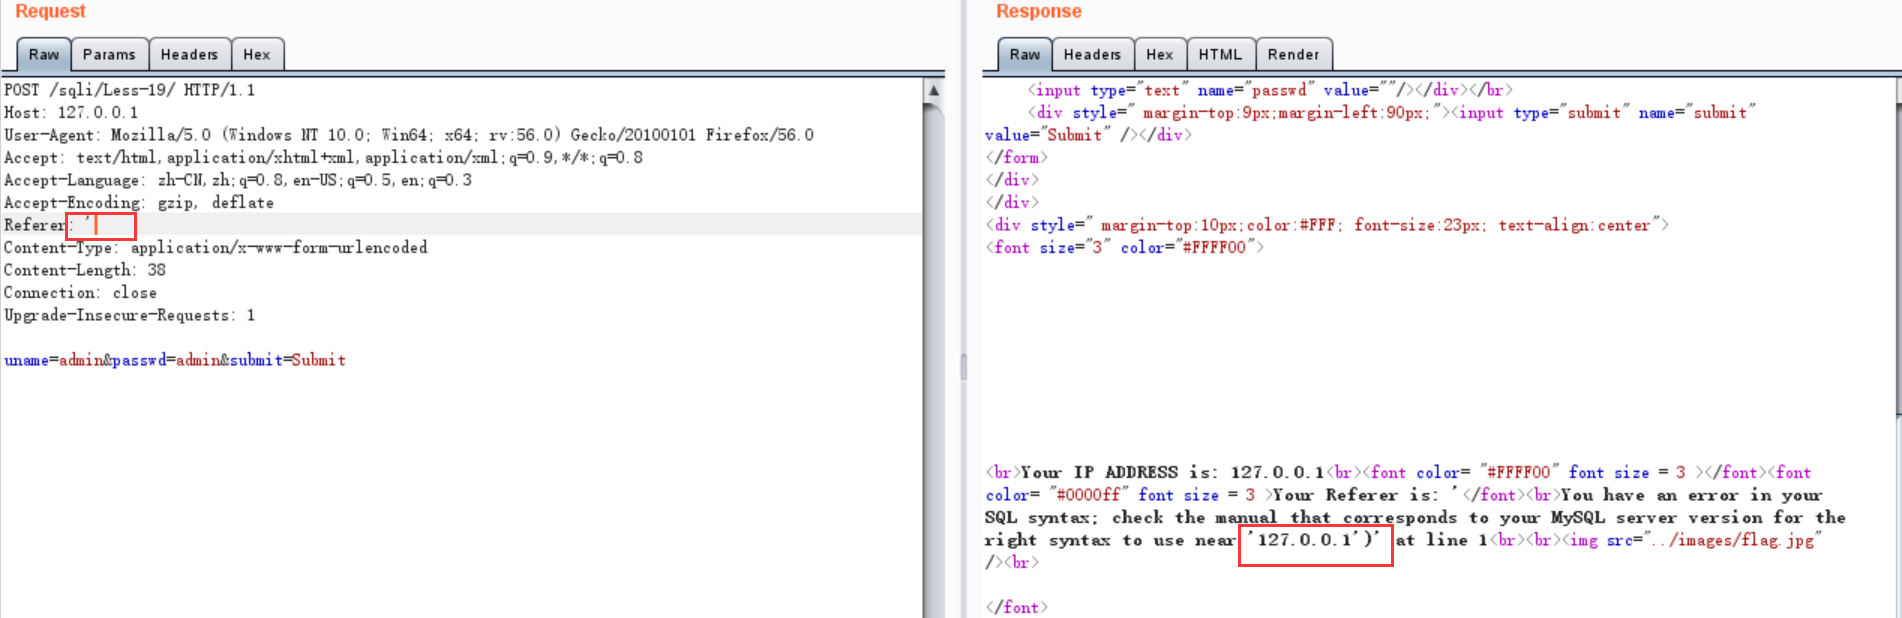 Request
Raw
Params
Headers
Hex
POST /sqli/Less-19/ HTTP/1.1
Host: 127.0.0.1
User-Agent: Mozilla/5.0 (Windows NT 10.0; Win64; x64; rv:56.0) Gecko/20100101 Firefox/56.0
Accept: text/html,application/xhtml+xml,application/xml;q=0.9,*/*;q=0.8
Accept-Language: zh-CN,zh;q=0.8,en-US;q=0.5,en;q=0.3
Accept-Encoding: gzip, deflate
Referer: '
Content-Type: application/x-www-form-urlencoded
Content-Length: 38
Connection: close
Upgrade-Insecure-Requests: 1
uname=admin&passwd=admin&submit=Submit
Response
Raw
Headers
Hex
HTML
Render
<input type="text" name="passwd" value=""/></div></br>
<div style=" margin-top:9px;margin-left:90px;"><input type="submit" name="submit"
value="Submit" /></div>
</form>
</div>
</div>
<div style=" margin-top:10px;color:#FFF; font-size:23px; text-align:center">
<font size="3" color="#FFFF00">
<br>Your IP ADDRESS is: 127.0.0.1<br><font color= "#FFFF00" font size = 3 ></font><font
color= "#0000ff" font size = 3 >Your Referer is: '</font><br>You have an error in your
SQL syntax; check the manual that corresponds to your MySQL server version for the
right syntax to use near '127.0.0.1')' at line 1<br><br><img src="../images/flag.jpg"
/><br>
</font>